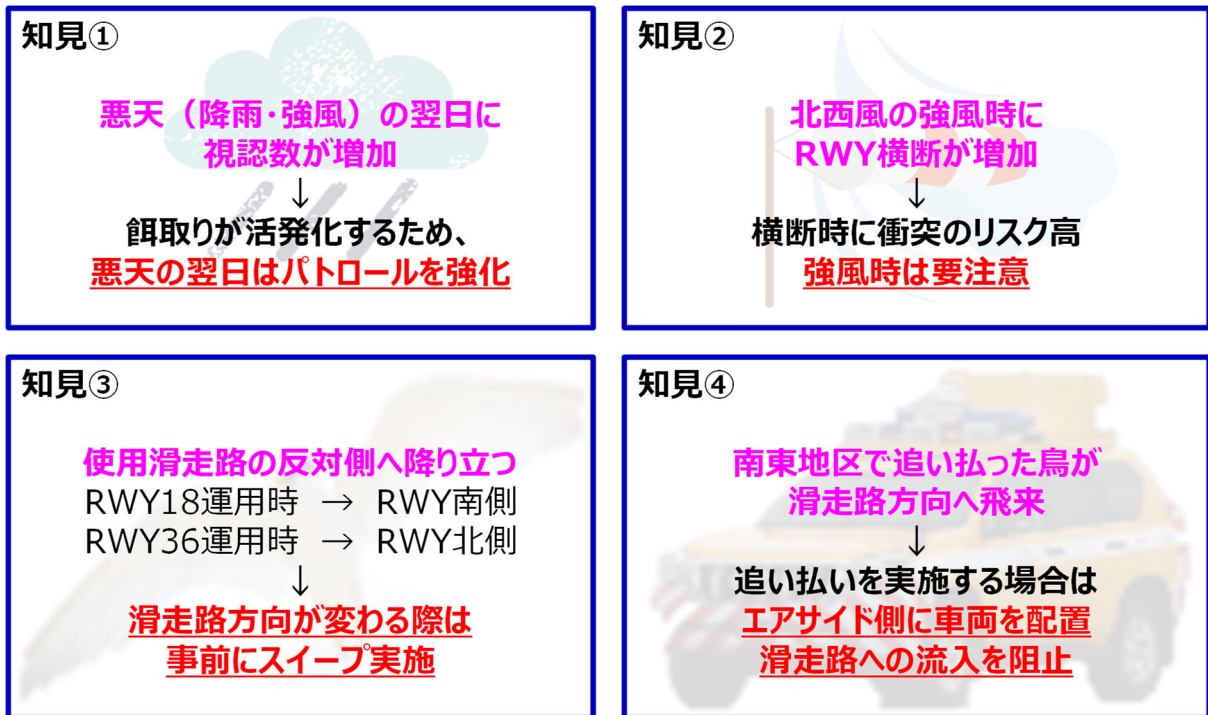 知見①
悪天（降雨･強風）の翌日に
視認数が増加
↓
餌取りが活発化するため、
悪天の翌日はパトロールを強化
知見②
北西風の強風時に
RWY横断が増加
↓
横断時に衝突のリスク高
強風時は要注意
知見③
使用滑走路の反対側へ降り立つ
RWY18運用時 → RWY南側
RWY36運用時 → RWY北側
↓
滑走路方向が変わる際は
事前にスイープ実施
知見④
南東地区で追い払った鳥が
滑走路方向へ飛来
↓
追い払いを実施する場合は
エアサイド側に車両を配置
滑走路への流入を阻止